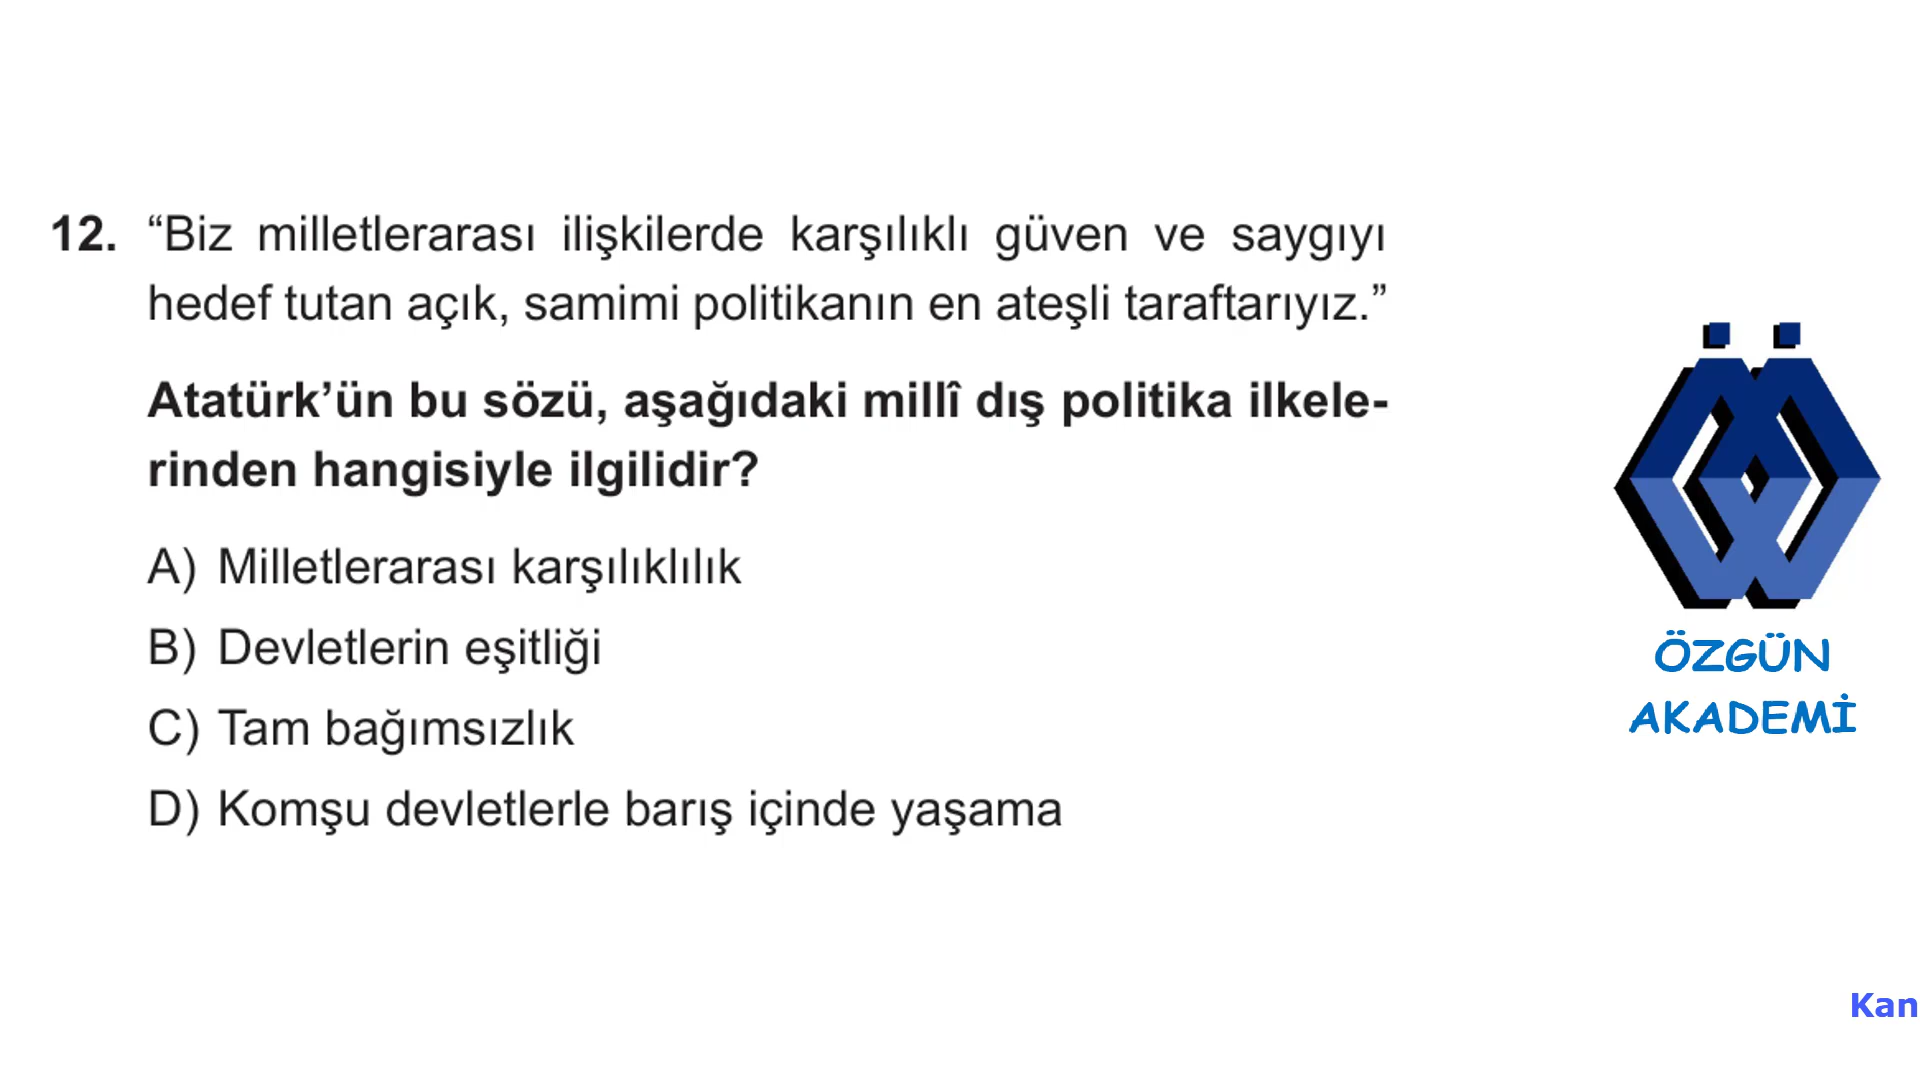 12. “Biz milletlerarası ilişkilerde karşılıklı güven ve saygıyı
hedef tutan açık, samimi politikanın en ateşli taraftarıyız.”
Atatürk’ün bu sözü, aşağıdaki millî dış politika ilkele-
rinden hangisiyle ilgilidir?
A) Milletlerarası karşılıklılık
B) Devletlerin eşitliği
C) Tam bağımsızlık
D) Komşu devletlerle barış içinde yaşama
ÖZGÜN
AKADEMİ
Kan